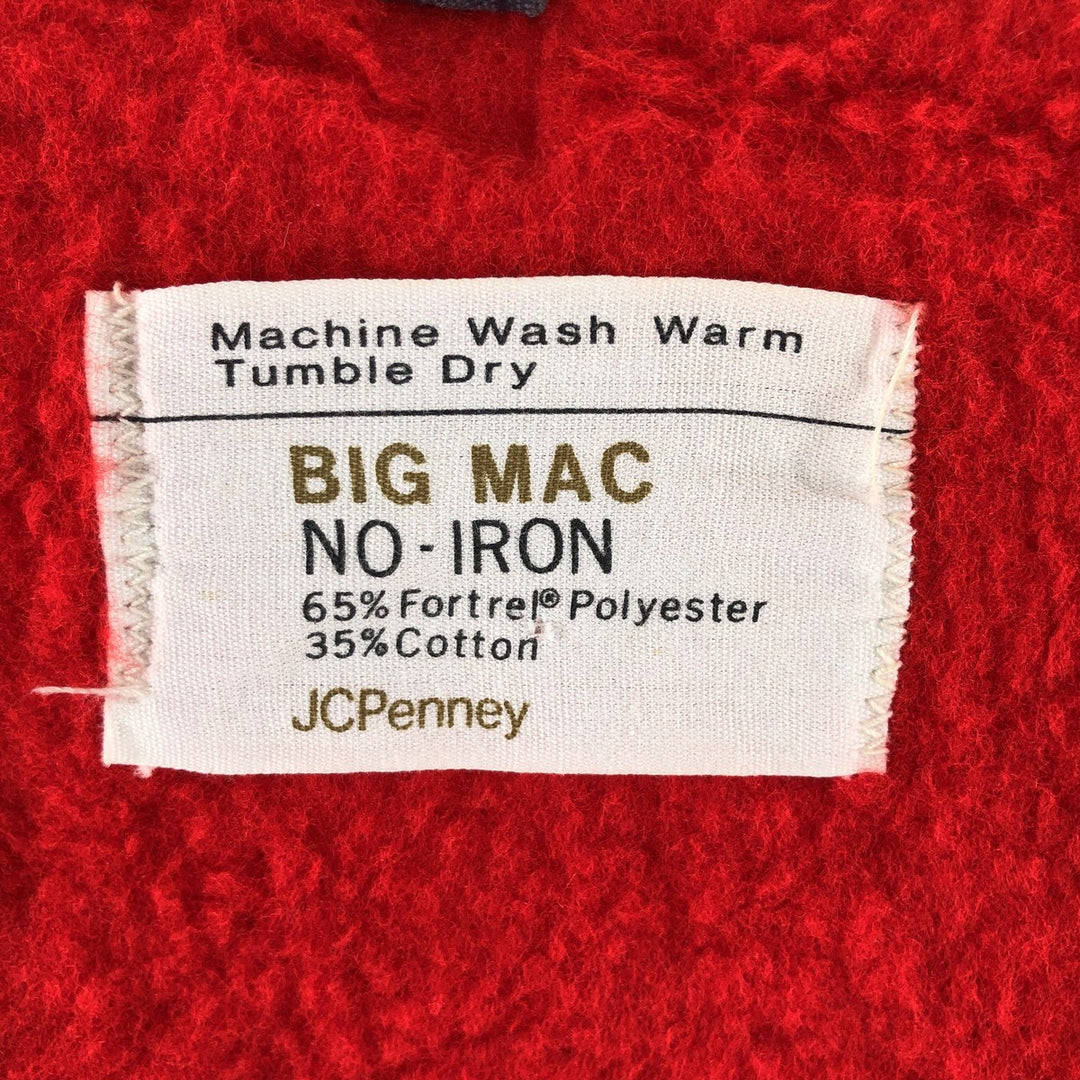 Machine Wash Warm
Tumble Dry
BIG MAC
NO-IRON
65% Fortrel® Polyester
35% Cotton
JCPenney